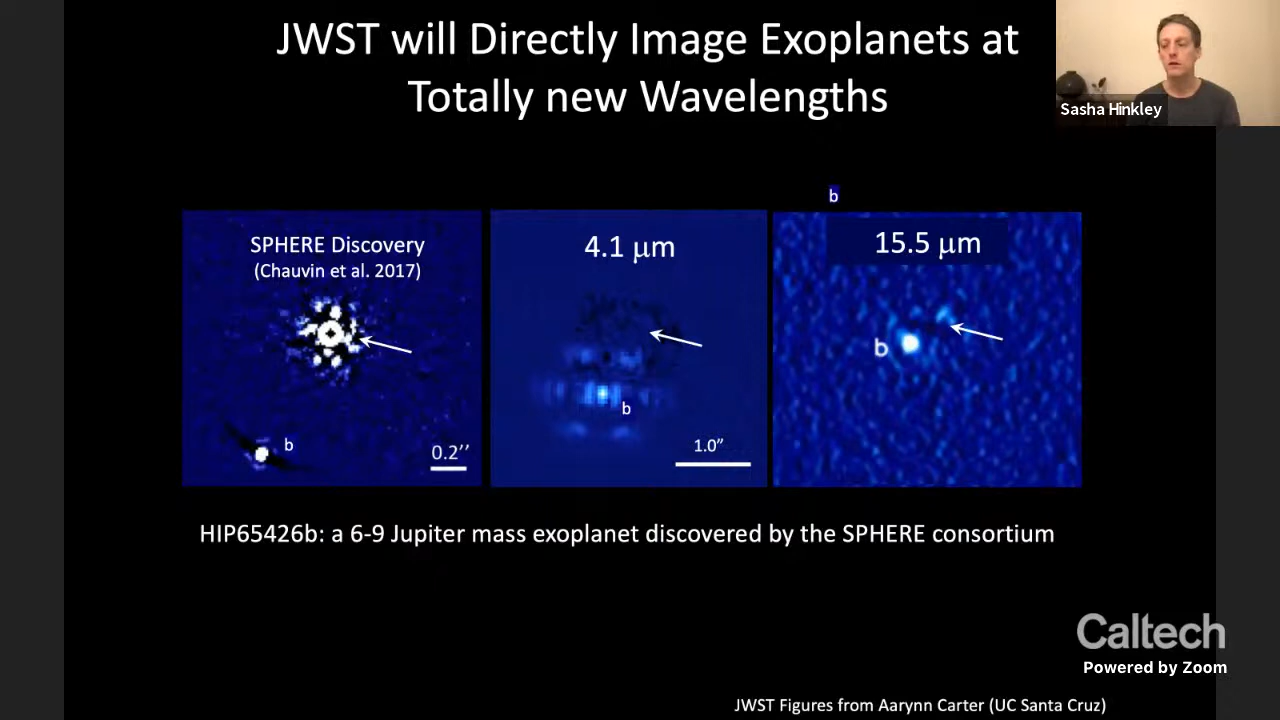 JWST will Directly Image Exoplanets at
Totally new Wavelengths
Sasha Hinkley
b
SPHERE Discovery
(Chauvin et al. 2017)
b
0.2’’
4.1 μm
b
1.0”
15.5 μm
b
HIP65426b: a 6-9 Jupiter mass exoplanet discovered by the SPHERE consortium
Caltech
Powered by Zoom
JWST Figures from Aarynn Carter (UC Santa Cruz)